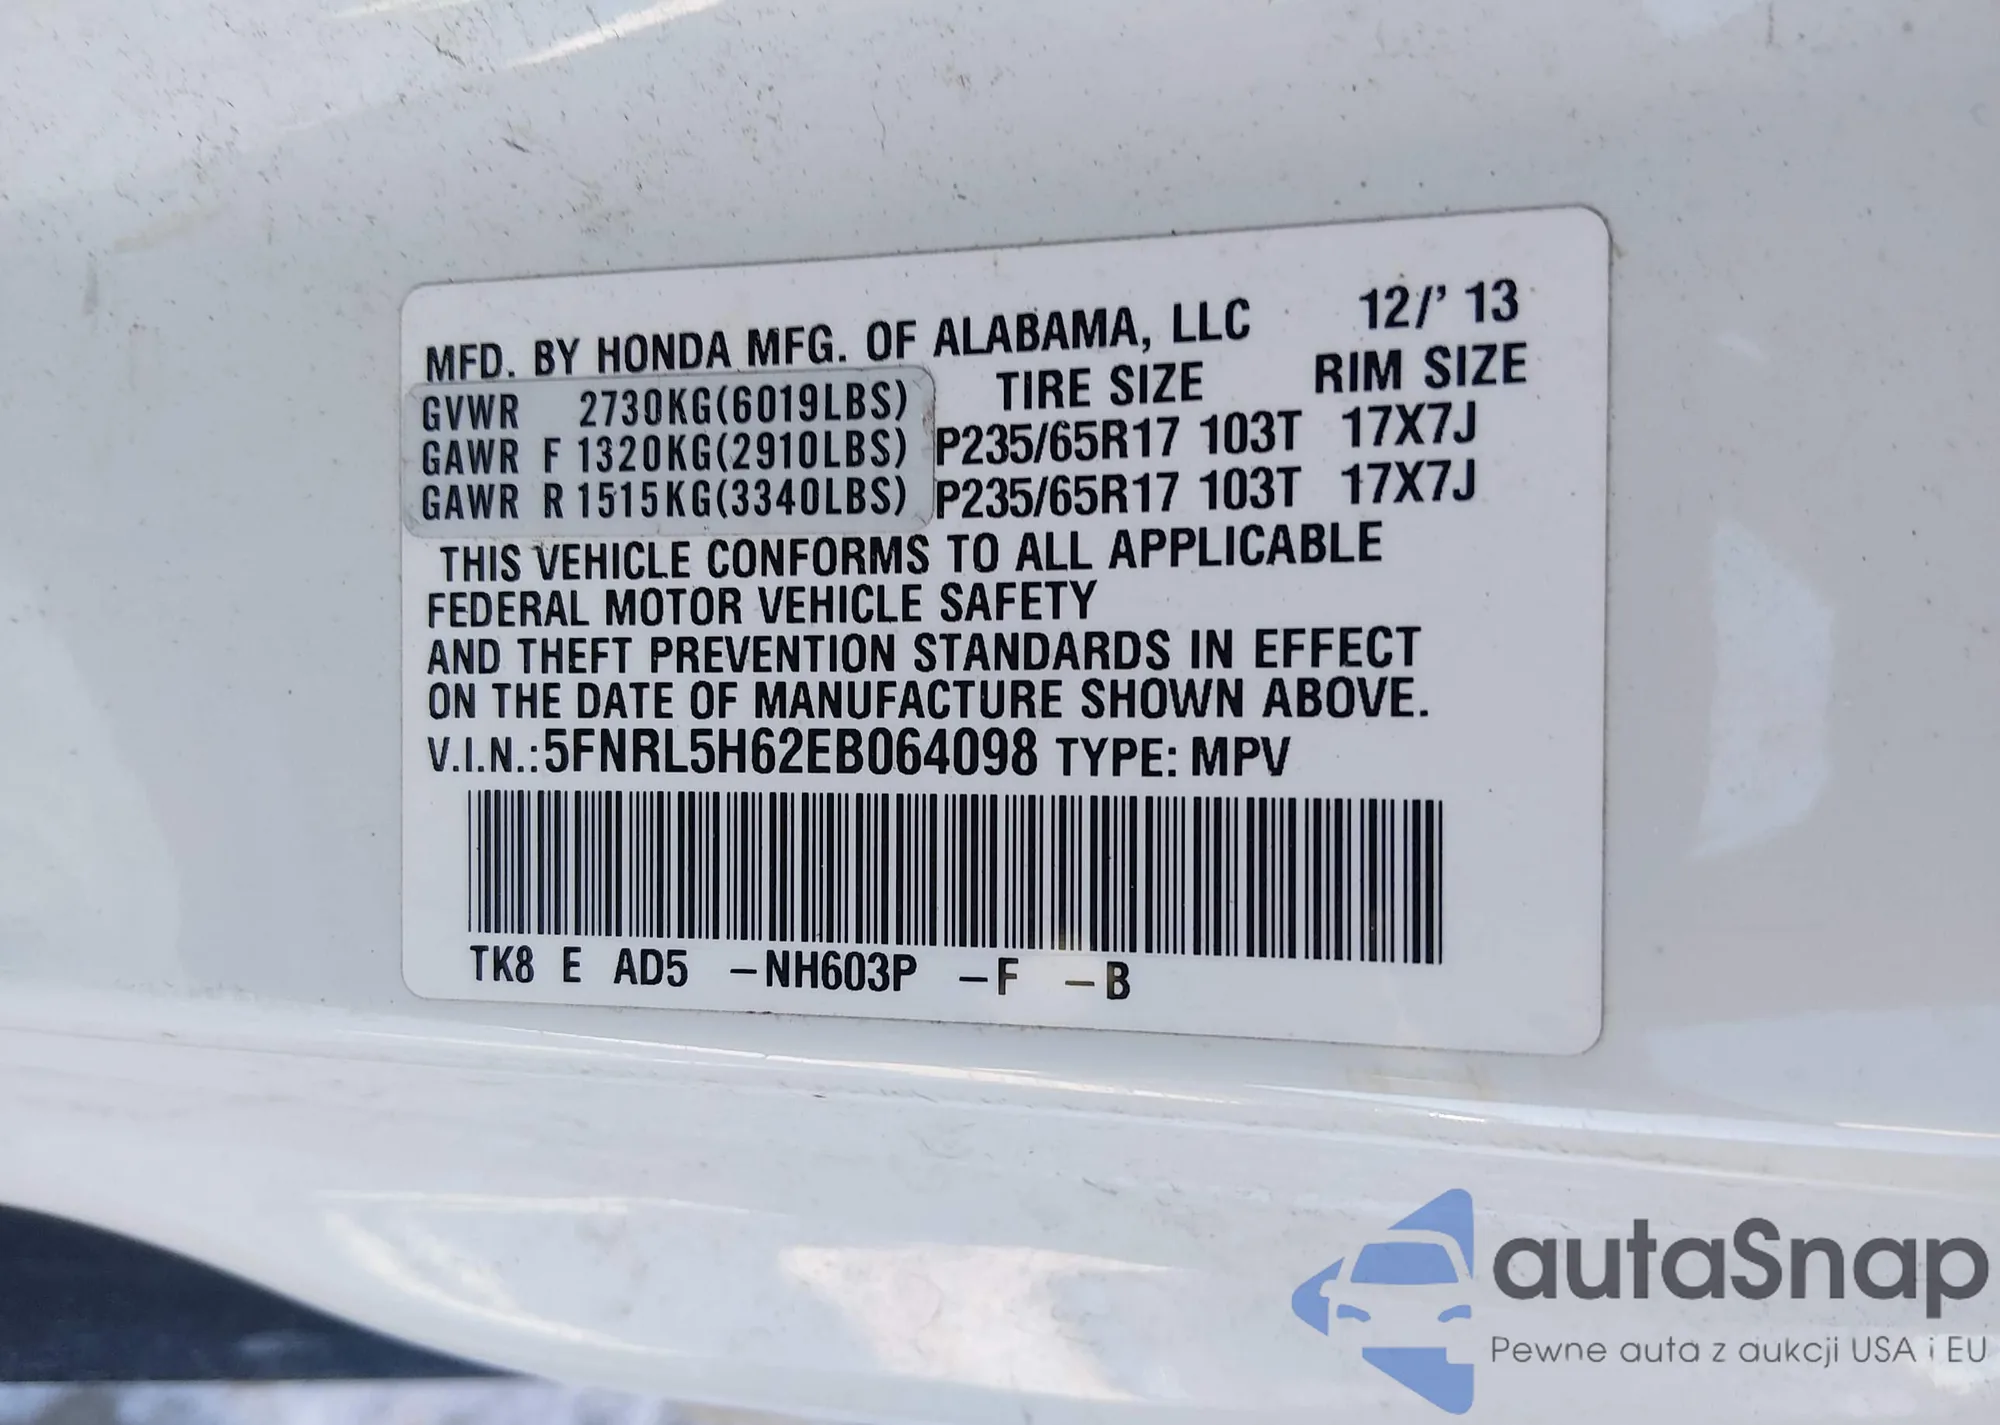 MFD. BY HONDA MFG. OF ALABAMA, LLC 12/' 13
TIRE SIZE RIM SIZE
GVWR 2730KG(6019LBS)
GAWR F 1320KG(2910LBS) P235/65R17 103T 17X7J
GAWR R 1515KG(3340LBS) P235/65R17 103T 17X7J
THIS VEHICLE CONFORMS TO ALL APPLICABLE
FEDERAL MOTOR VEHICLE SAFETY
AND THEFT PREVENTION STANDARDS IN EFFECT
ON THE DATE OF MANUFACTURE SHOWN ABOVE.
V.I.N.: 5FNRL5H62EB064098 TYPE: MPV
TK8 E AD5 -NH603P -F -B
autaSnap
Pewne auta z aukcji USA i EU